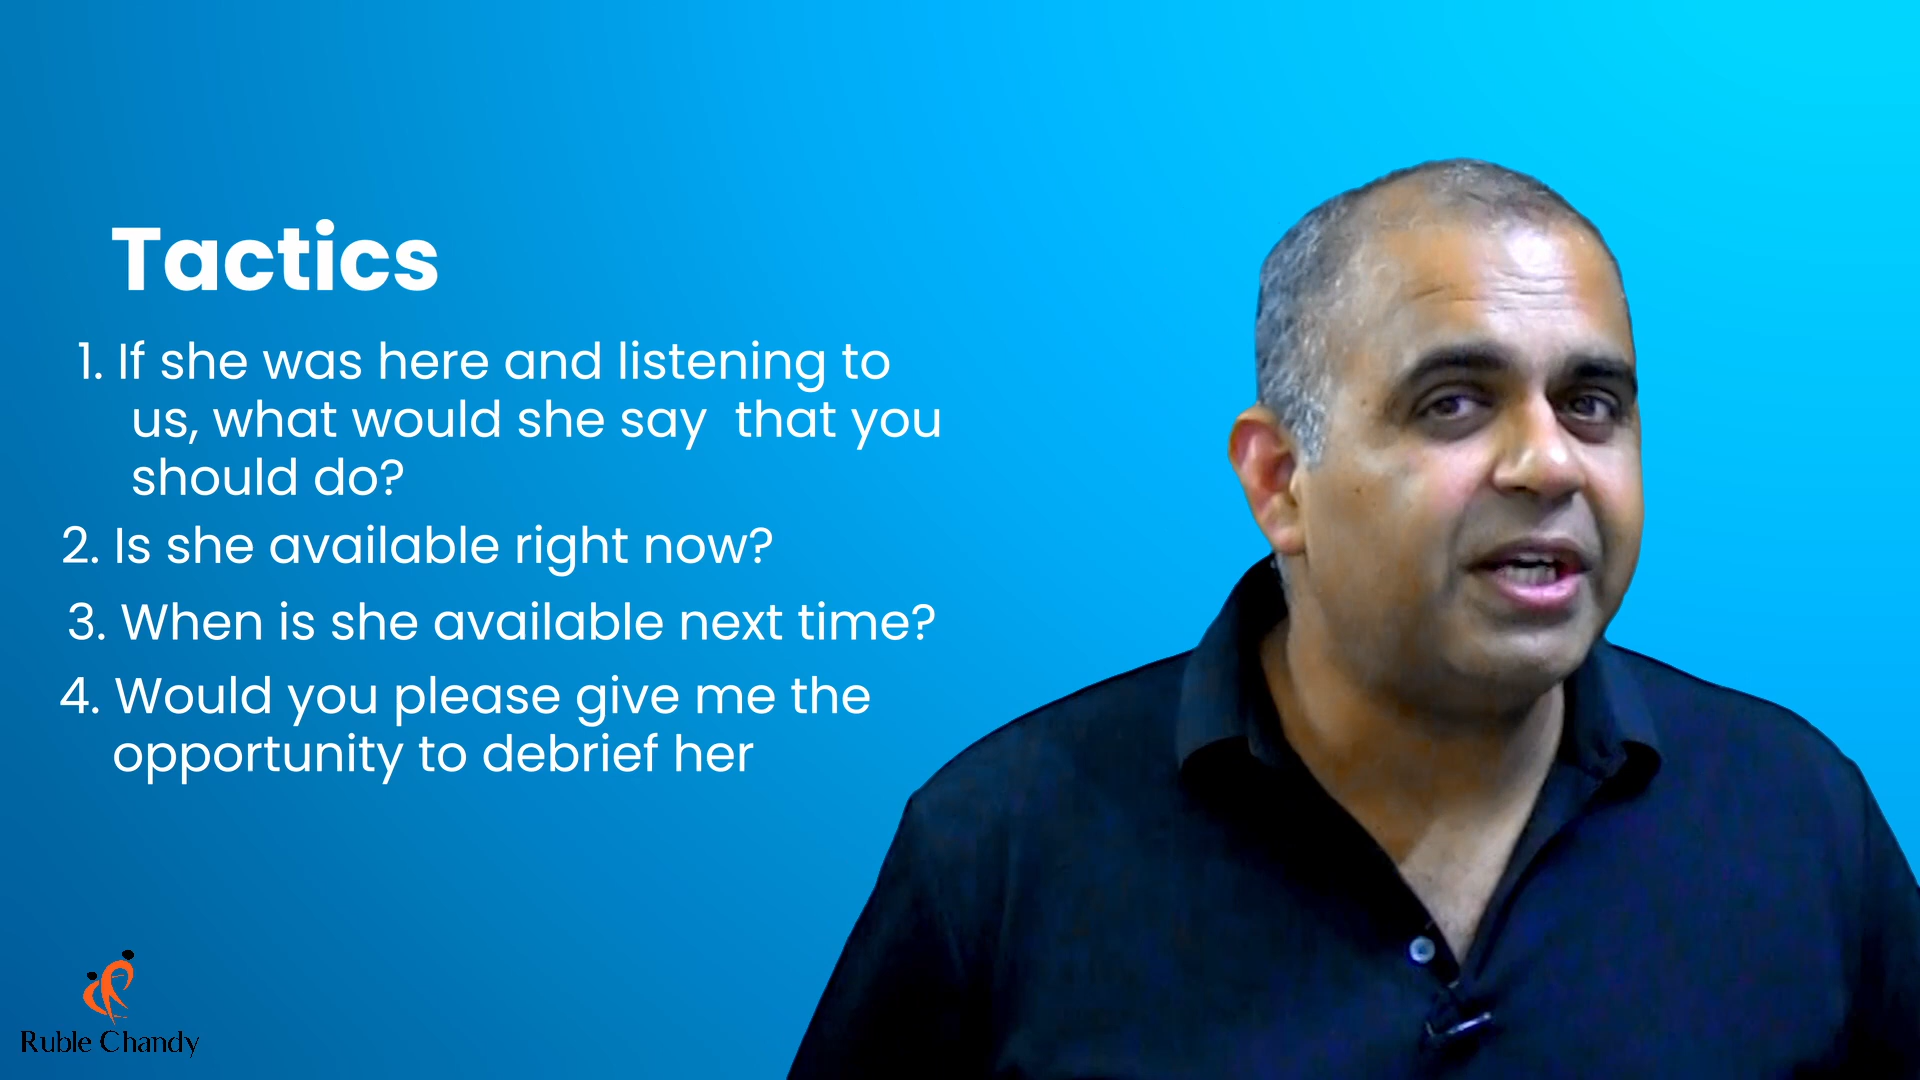 Tactics
1. If she was here and listening to
us, what would she say  that you
should do?
2. Is she available right now?
3. When is she available next time?
4. Would you please give me the
opportunity to debrief her
Ruble Chandy